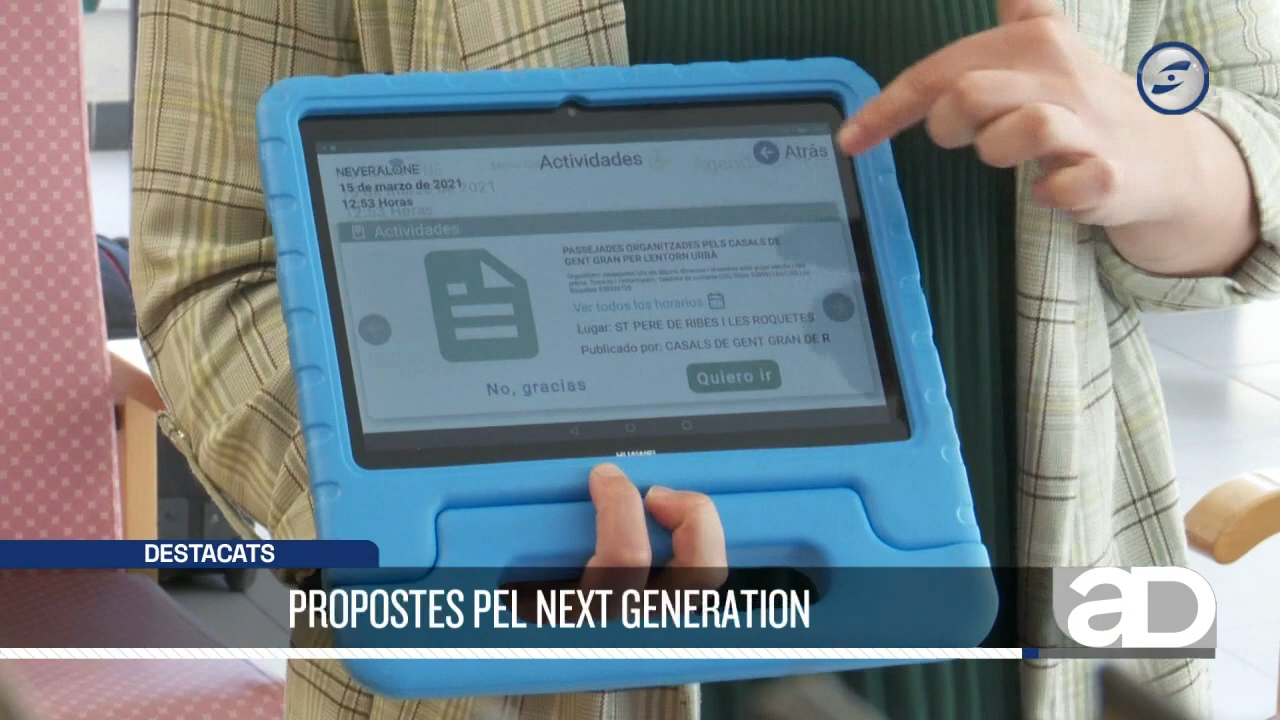 NEVERALONE
Actividades
Atrás
15 de marzo de 2021
12:53 Horas
Actividades
PASSEJADES ORGANITZADES PELS CASALS DE
GENT GRAN PER LENTORN URBÀ
Ver todos los horarios
Lugar: ST PERE DE RIBES I LES ROQUETES
Publicado por: CASALS DE GENT GRAN DE R
No, gracias
Quiero ir
HUAWEI
DESTACATS
PROPOSTES PEL NEXT GENERATION
aD